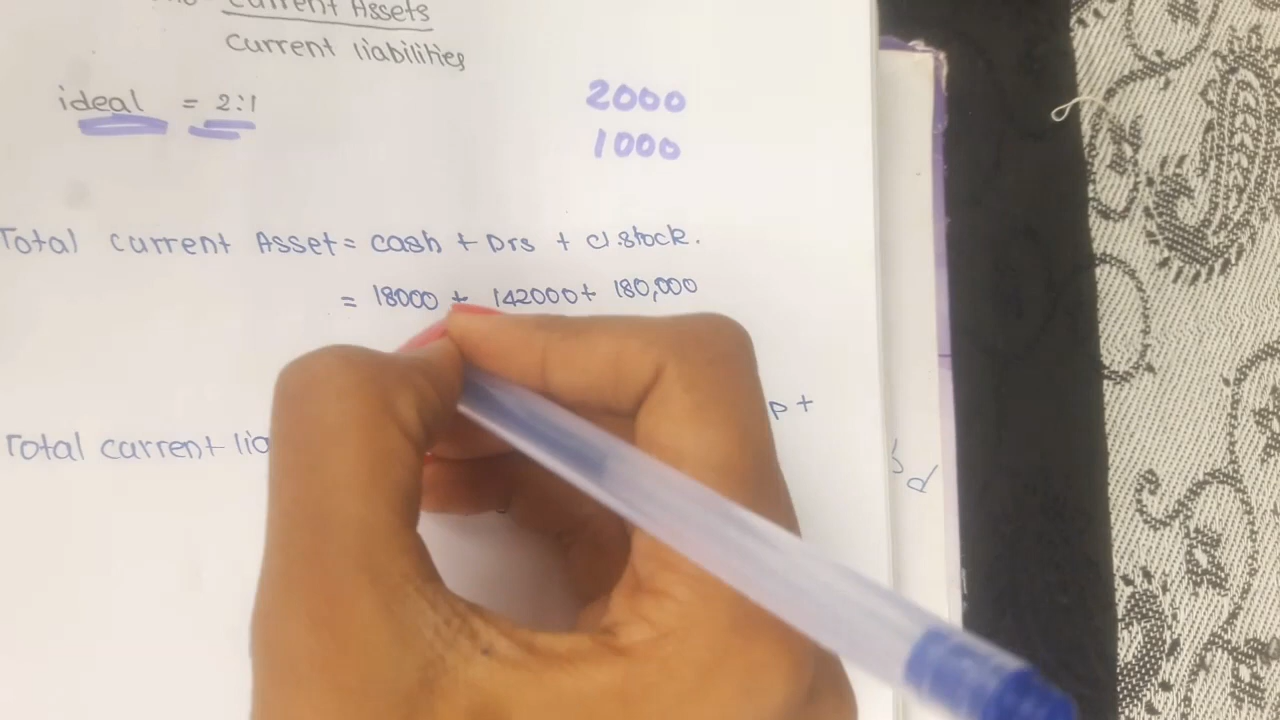 Current Assets
Current liabilities
ideal = 2:1
2000
1000
Total current Asset = cash + Drs + cl.stock.
= 18000 + 142000 + 180,000
P +
Total current lia